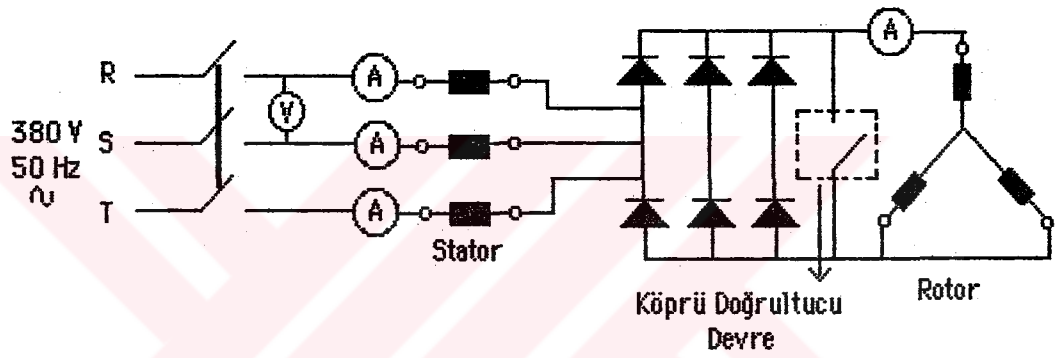 R
380 V
50 Hz
∿
S
T
A
V
A
A
Stator
A
Köprü Doğrultucu
Devre
Rotor